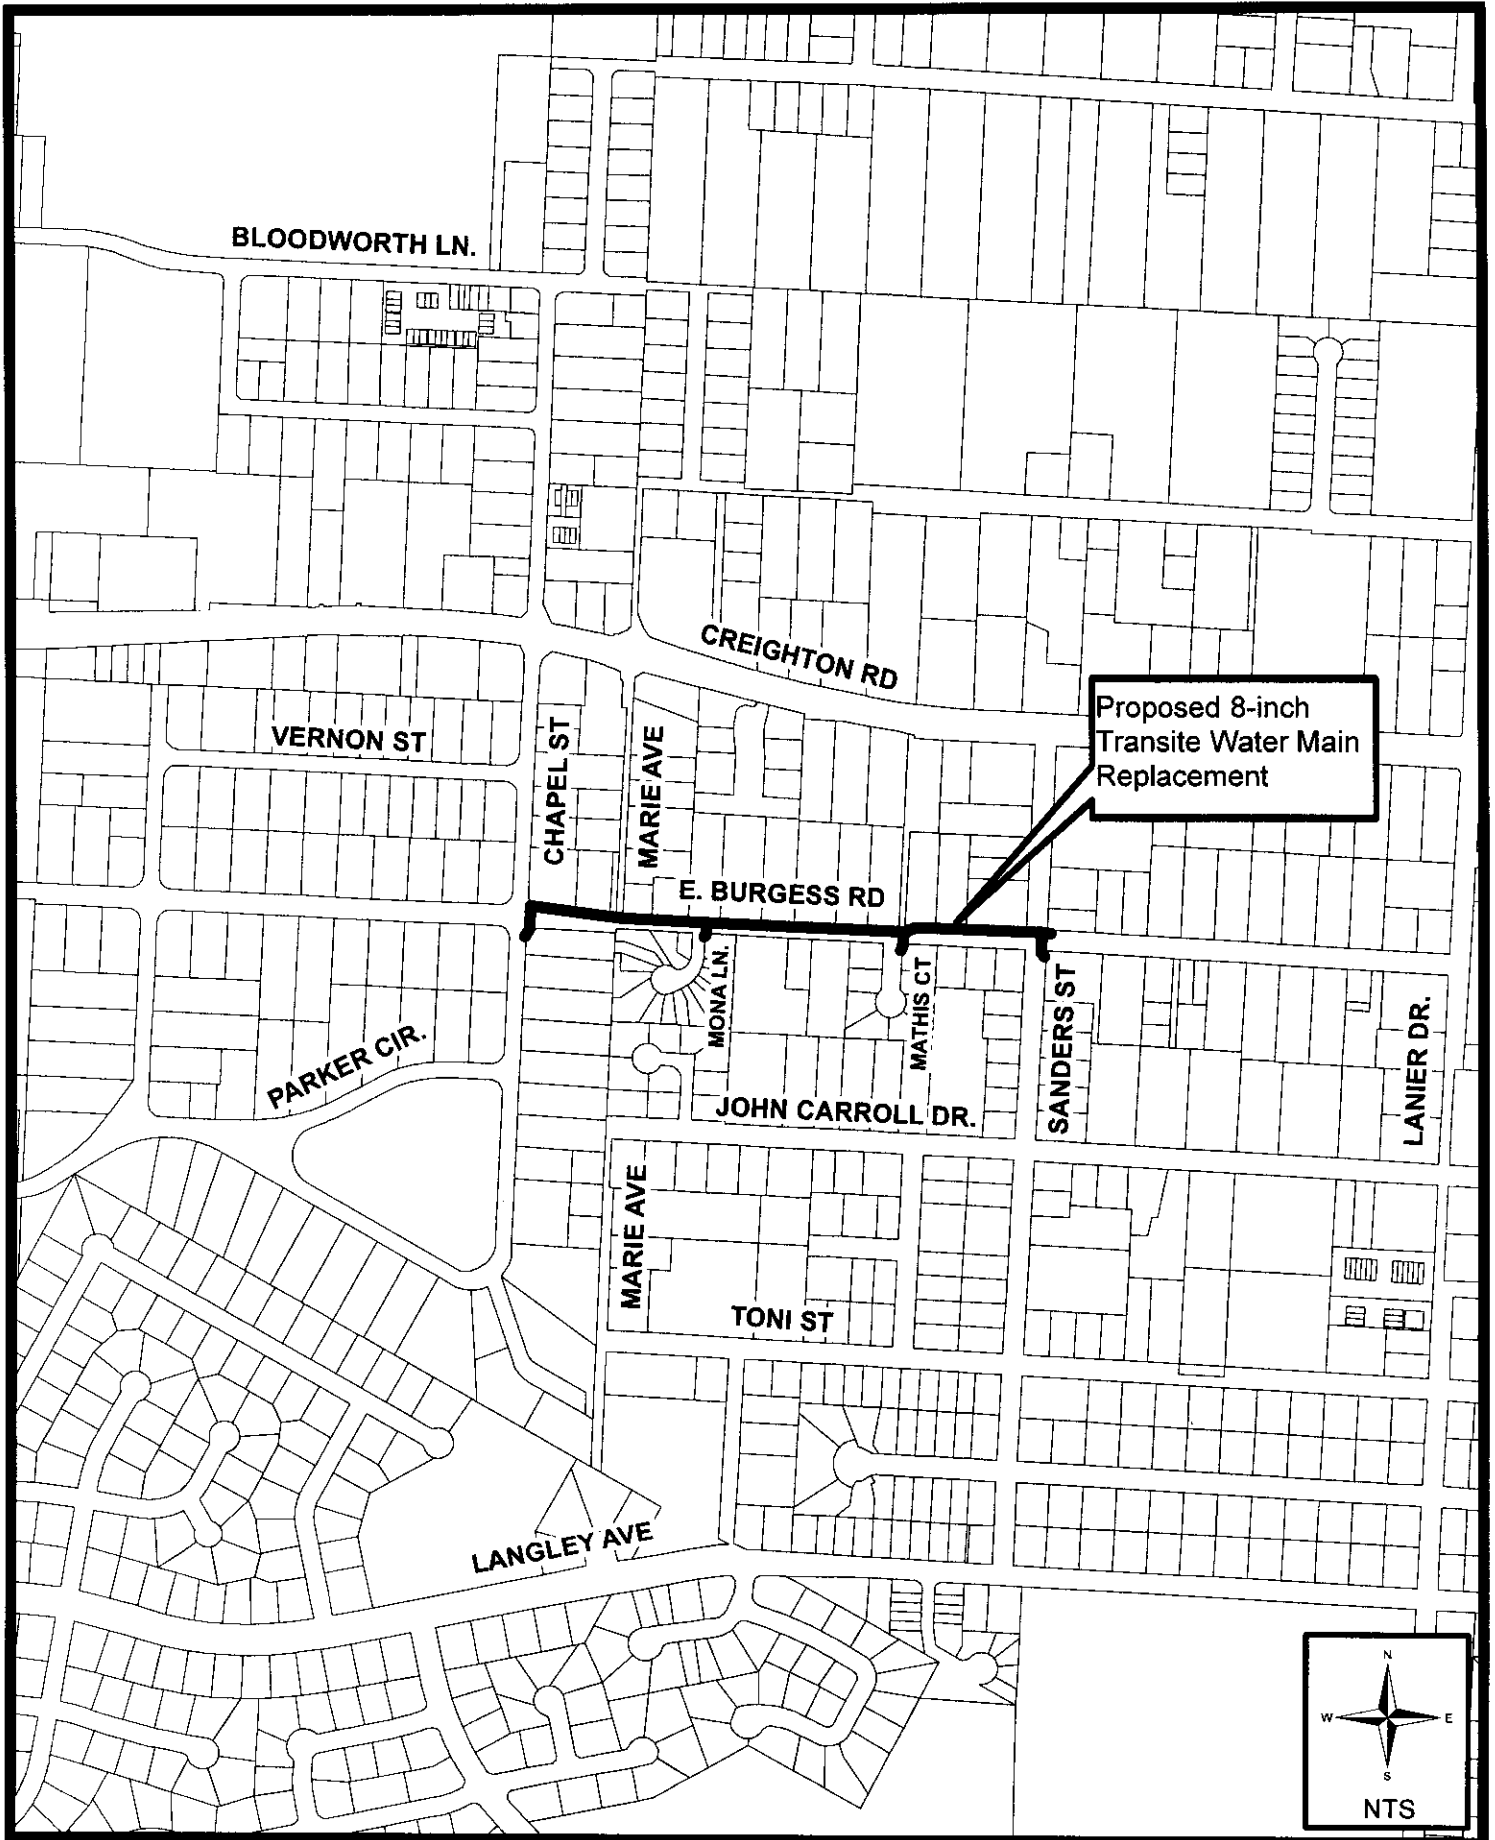 BLOODWORTH LN.
CREIGHTON RD
Proposed 8-inch
Transite Water Main
Replacement
VERNON ST
CHAPEL ST
MARIE AVE
E. BURGESS RD
MONA LN.
MATHIS CT
SANDERS ST
LANIER DR.
PARKER CIR.
JOHN CARROLL DR.
MARIE AVE
TONI ST
LANGLEY AVE
N
W E
S
NTS